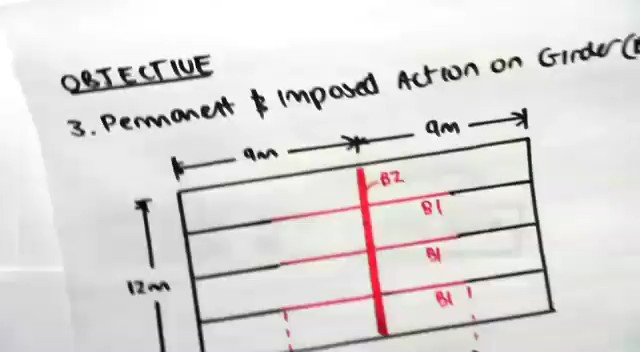 OBJECTIVE
3. Permanent & Imposed Action on Girder (
9m 9m
B2
B1
B1
12m
B1